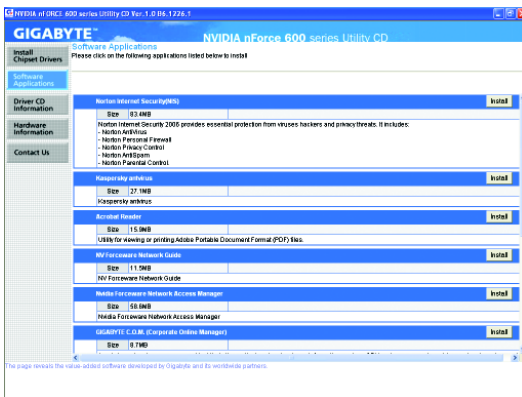 NVIDIA nFORCE 600 series Utility CD Ver.1.0 B6.1226.1
GIGABYTE™
NVIDIA nForce 600 series Utility CD
Install
Chipset Drivers
Software
Applications
Driver CD
Information
Hardware
Information
Contact Us
Software Applications
Please click on the following applications listed below to install
Norton Internet Security(NIS)
Install
Size 83.4MB
Norton Internet Security 2006 provides essential protection from viruses hackers and privacy threats. It includes:
- Norton AntiVirus
- Norton Personal Firewall
- Norton Privacy Control
- Norton AntiSpam
- Norton Parental Control.
Kaspersky antivirus
Install
Size 27.1MB
Kaspersky antivirus
Acrobat Reader
Install
Size 15.9MB
Utility for viewing or printing Adobe Portable Document Format (PDF) files.
NV Forceware Network Guide
Install
Size 11.5MB
NV Forceware Network Guide
Nvidia Forceware Network Access Manager
Install
Size 58.6MB
Nvidia Forceware Network Access Manager
GIGABYTE C.O.M. (Corporate Online Manager)
Install
Size 8.7MB
The page reveals the value-added software developed by Gigabyte and its worldwide partners.